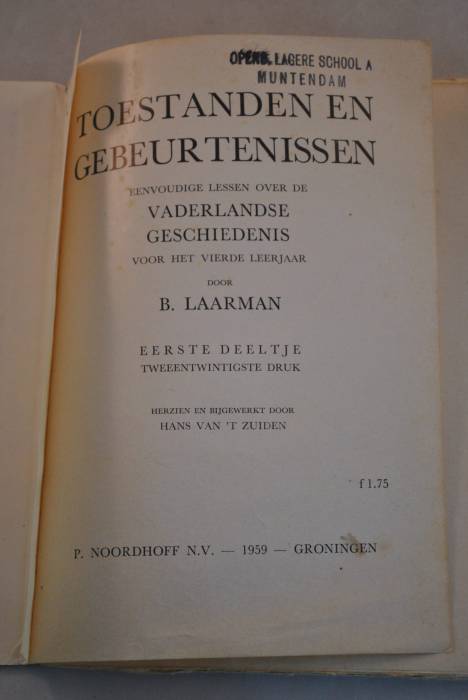 OPENB. LAGERE SCHOOL A
MUNTENDAM
TOESTANDEN EN
GEBEURTENISSEN
EENVOUDIGE LESSEN OVER DE
VADERLANDSE
GESCHIEDENIS
VOOR HET VIERDE LEERJAAR
DOOR
B. LAARMAN
EERSTE DEELTJE
TWEEENTWINTIGSTE DRUK
HERZIEN EN BIJGEWERKT DOOR
HANS VAN 'T ZUIDEN
f 1.75
P. NOORDHOFF N.V. — 1959 — GRONINGEN